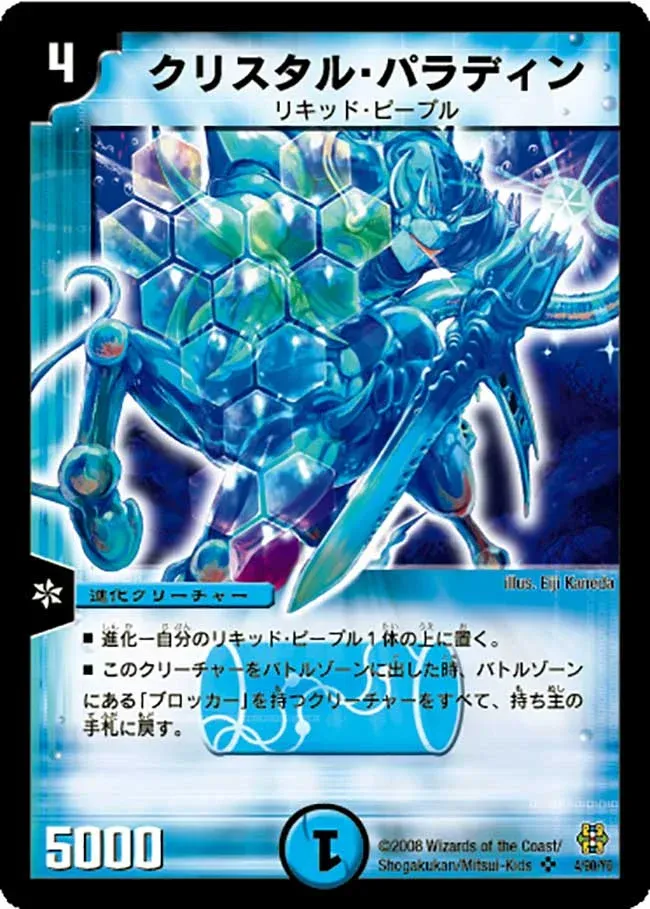 4
クリスタル・パラディン
リキッド・ピープル
illus. Eiji Kaneda
進化クリーチャー
■ 進化－自分のリキッド・ピープル1体の上に置く。
■ このクリーチャーをバトルゾーンに出した時、バトルゾーン
にある「ブロッカー」を持つクリーチャーをすべて、持ち主の
手札に戻す。
5000
1
©2008 Wizards of the Coast/
Shogakukan/Mitsui-Kids
4/90/Y6